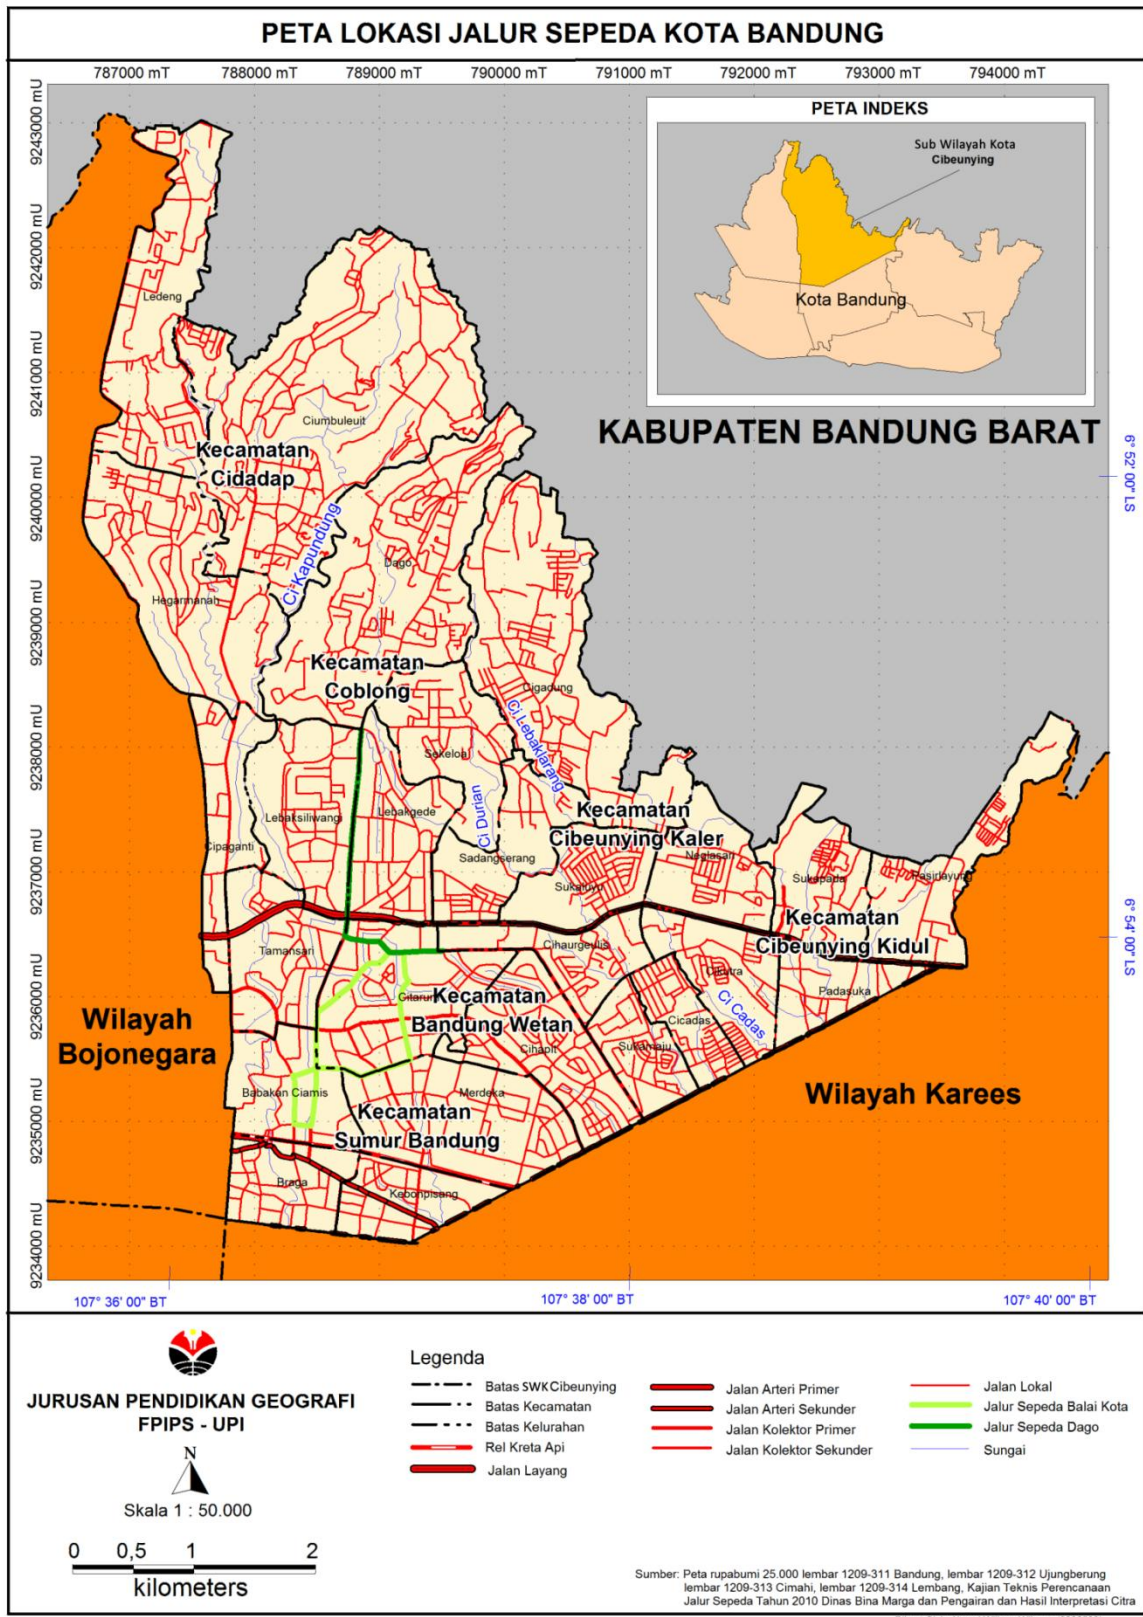 PETA LOKASI JALUR SEPEDA KOTA BANDUNG
787000 mT
788000 mT
789000 mT
790000 mT
791000 mT
792000 mT
793000 mT
794000 mT
9243000 mU
9242000 mU
9241000 mU
9240000 mU
9239000 mU
9238000 mU
9237000 mU
9236000 mU
9235000 mU
9234000 mU
PETA INDEKS
Sub Wilayah Kota
Cibeunying
Kota Bandung
KABUPATEN BANDUNG BARAT
6° 52' 00" LS
6° 54' 00" LS
Ledeng
Ciumbuleuit
Kecamatan
Cidadap
Ci Kapundung
Dago
Hegarmanah
Kecamatan
Coblong
Cigadung
Ci Lebaklarang
Sekeloa
Lebaksiliwangi
Lebakgede
Ci Durian
Kecamatan
Cibeunying Kaler
Cipaganti
Sadangserang
Neglasari
Sukaluyu
Sukapada
Pasirlayung
Kecamatan
Cibeunying Kidul
Tamansari
Cihaurgeulis
Cikutra
Padasuka
Kecamatan
Bandung Wetan
Ci Cadas
Cicadas
Wilayah
Bojonegara
Cihapit
Sukamaju
Babakan Ciamis
Merdeka
Wilayah Karees
Kecamatan
Sumur Bandung
Braga
Kebonpisang
107° 36' 00" BT
107° 38' 00" BT
107° 40' 00" BT
JURUSAN PENDIDIKAN GEOGRAFI
FPIPS - UPI
N
Skala 1 : 50.000
0 0,5 1 2
kilometers
Legenda
Batas SWK Cibeunying
Batas Kecamatan
Batas Kelurahan
Rel Kreta Api
Jalan Layang
Jalan Arteri Primer
Jalan Arteri Sekunder
Jalan Kolektor Primer
Jalan Kolektor Sekunder
Jalan Lokal
Jalur Sepeda Balai Kota
Jalur Sepeda Dago
Sungai
Sumber: Peta rupabumi 25.000 lembar 1209-311 Bandung, lembar 1209-312 Ujungberung
lembar 1209-313 Cimahi, lembar 1209-314 Lembang, Kajian Teknis Perencanaan
Jalur Sepeda Tahun 2010 Dinas Bina Marga dan Pengairan dan Hasil Interpretasi Citra